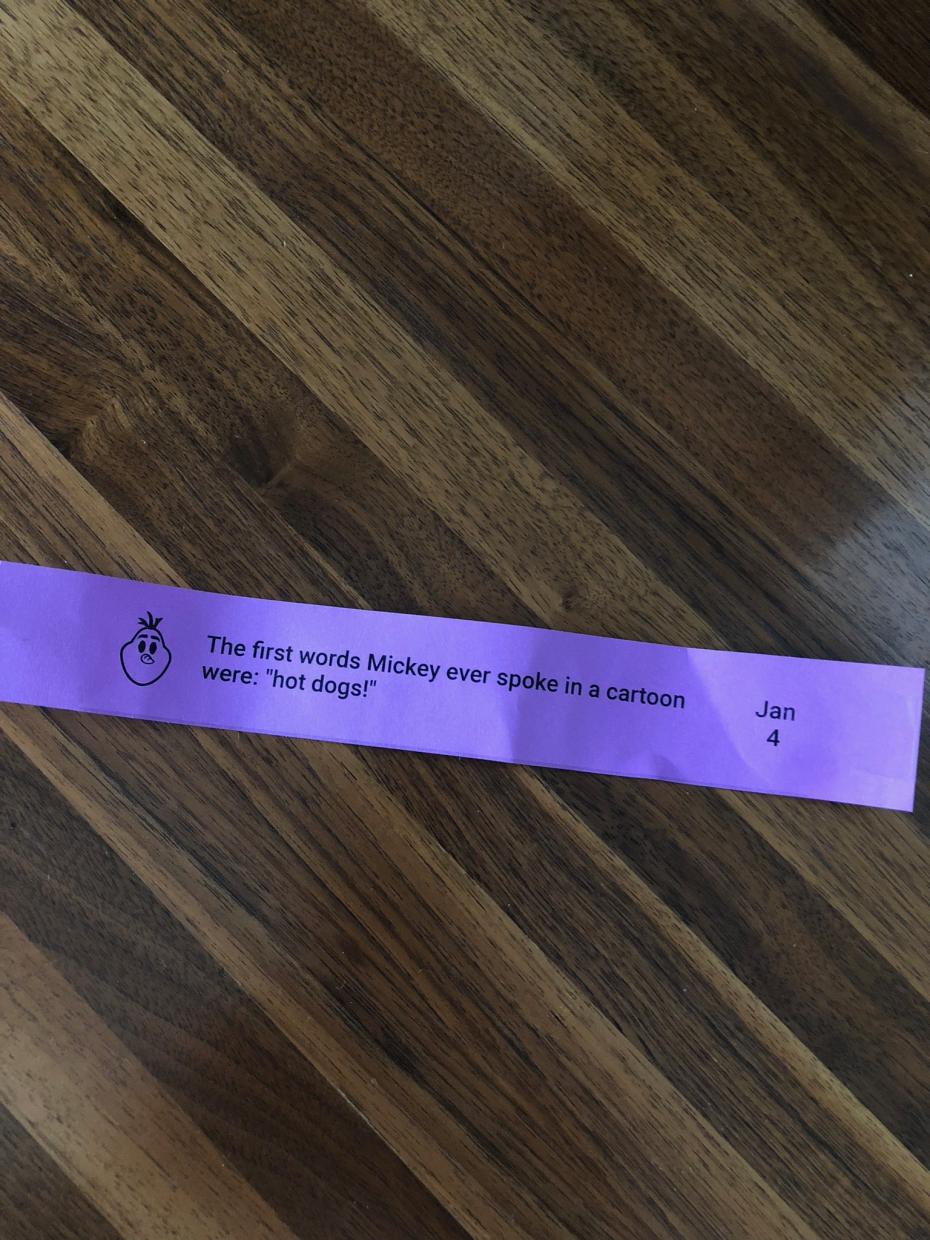 The first words Mickey ever spoke in a cartoon
were: "hot dogs!"
Jan
4